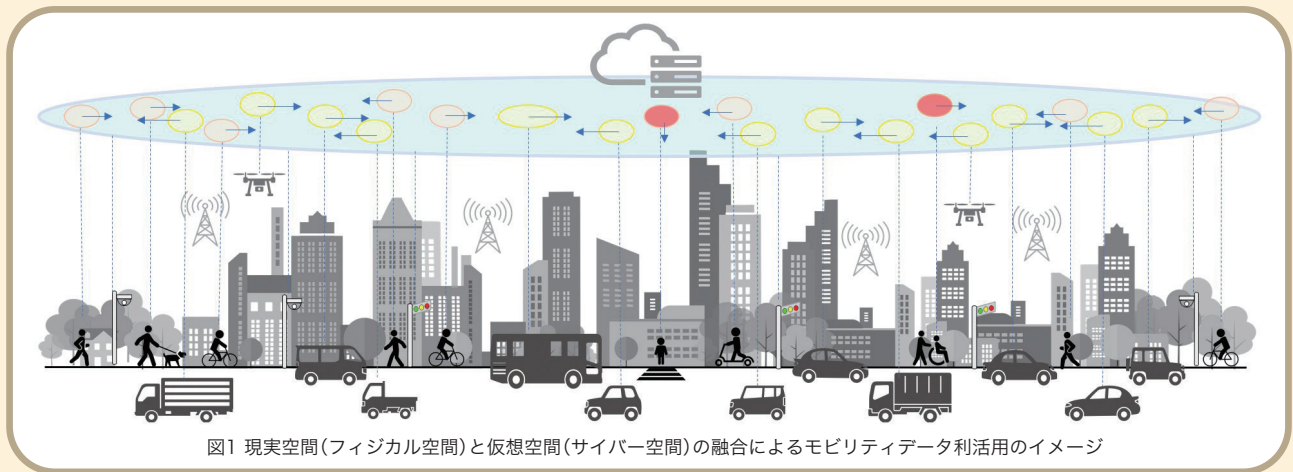 図1 現実空間(フィジカル空間)と仮想空間(サイバー空間)の融合によるモビリティデータ利活用のイメージ